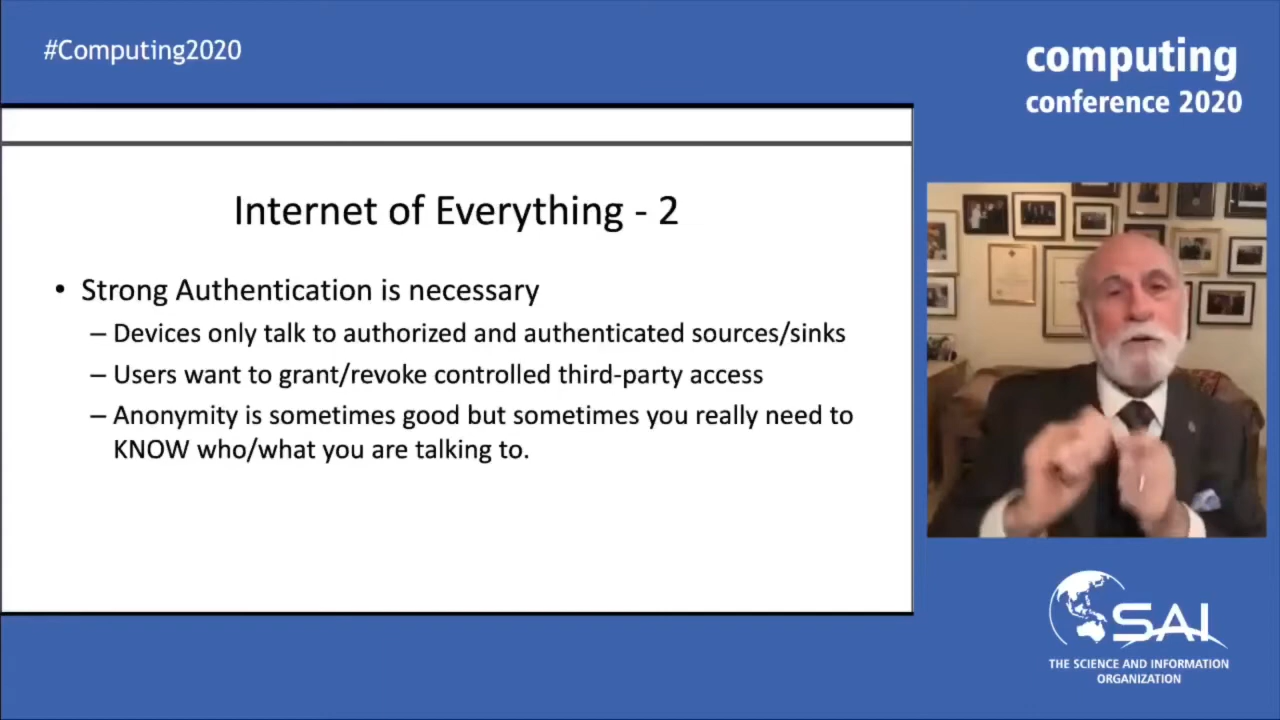 #Computing2020
computing
conference 2020
Internet of Everything - 2
• Strong Authentication is necessary
– Devices only talk to authorized and authenticated sources/sinks
– Users want to grant/revoke controlled third-party access
– Anonymity is sometimes good but sometimes you really need to
KNOW who/what you are talking to.
SAI
THE SCIENCE AND INFORMATION
ORGANIZATION